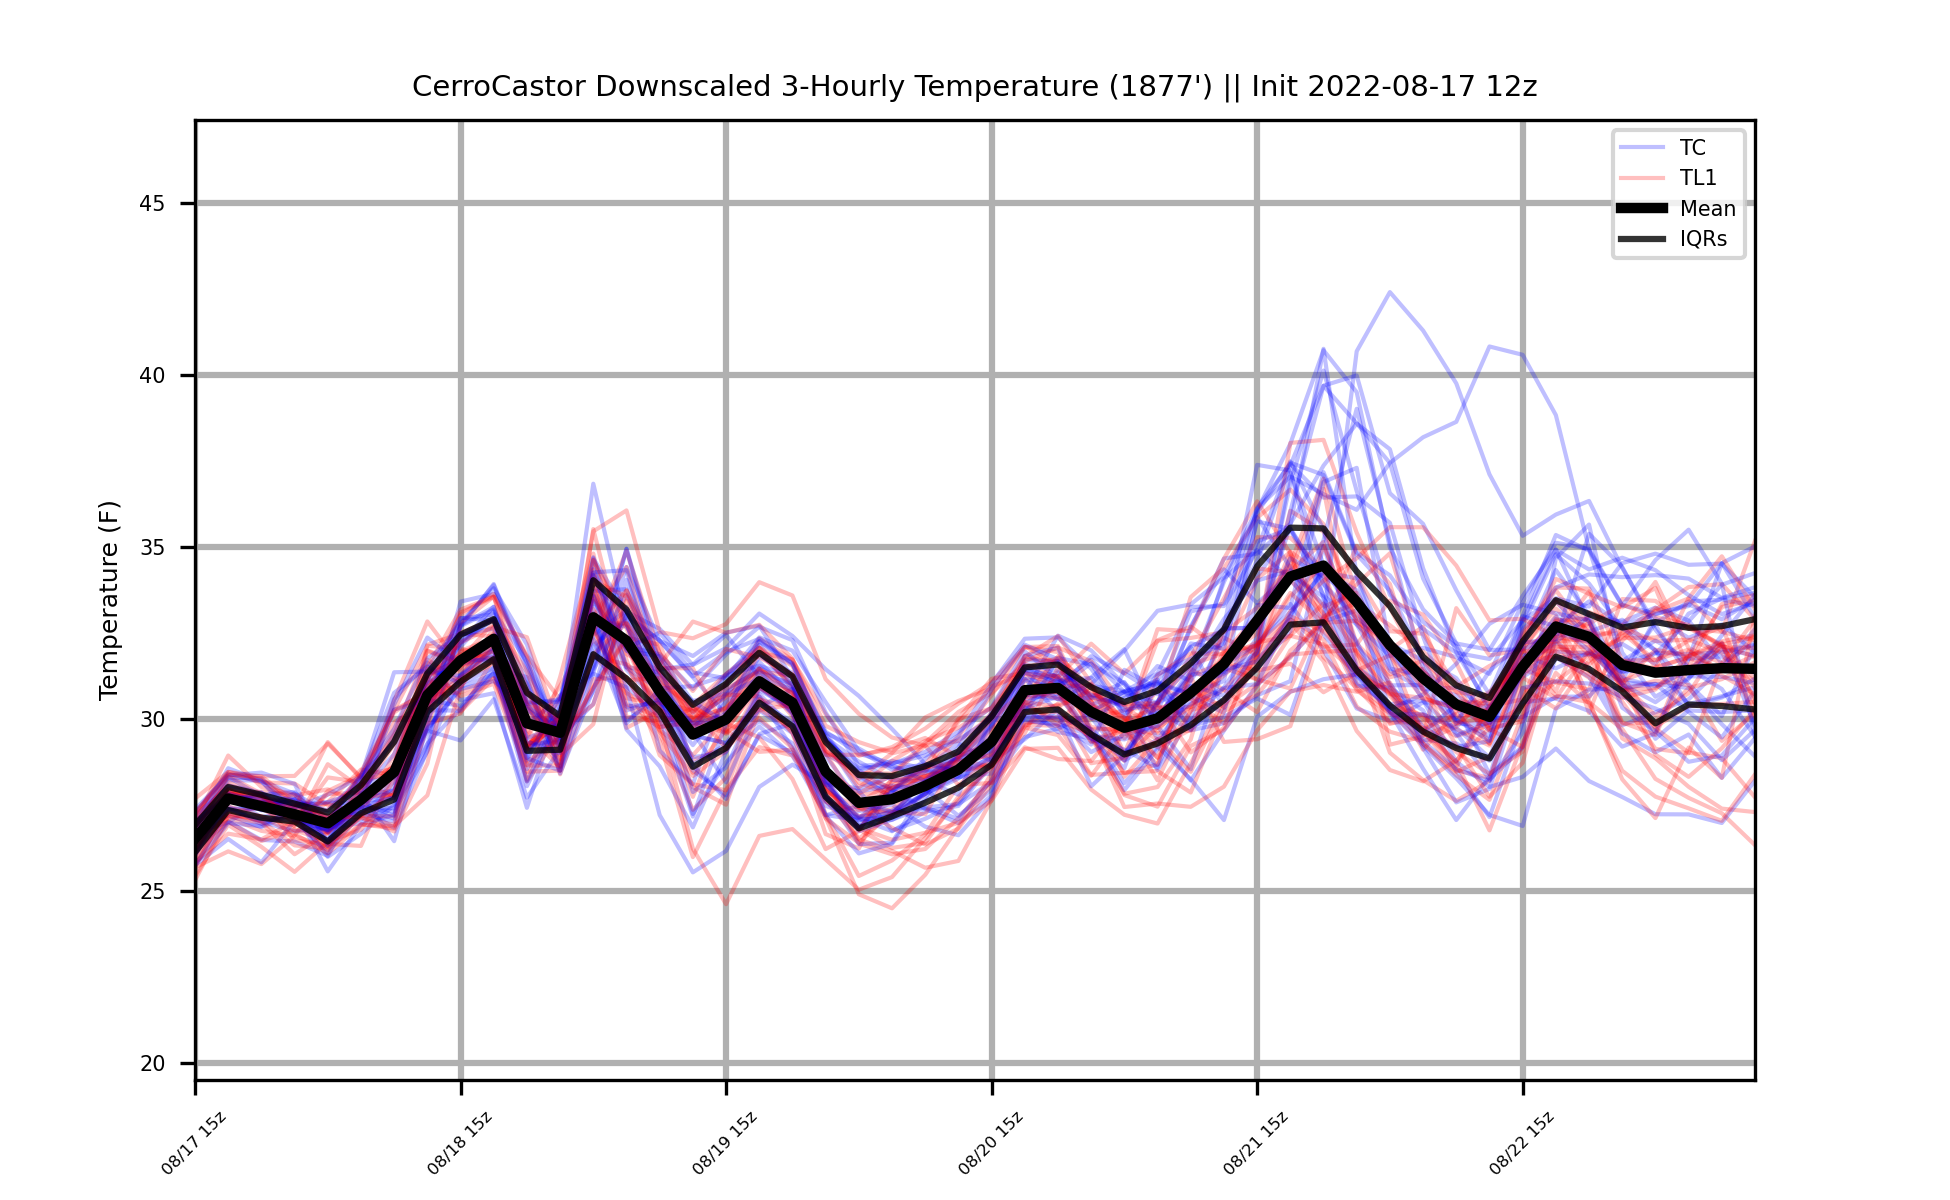 CerroCastor Downscaled 3-Hourly Temperature (1877') || Init 2022-08-17 12z
TC
TL1
Mean
IQRs
Temperature (F)
45
40
35
30
25
20
08/17 15z
08/18 15z
08/19 15z
08/20 15z
08/21 15z
08/22 15z